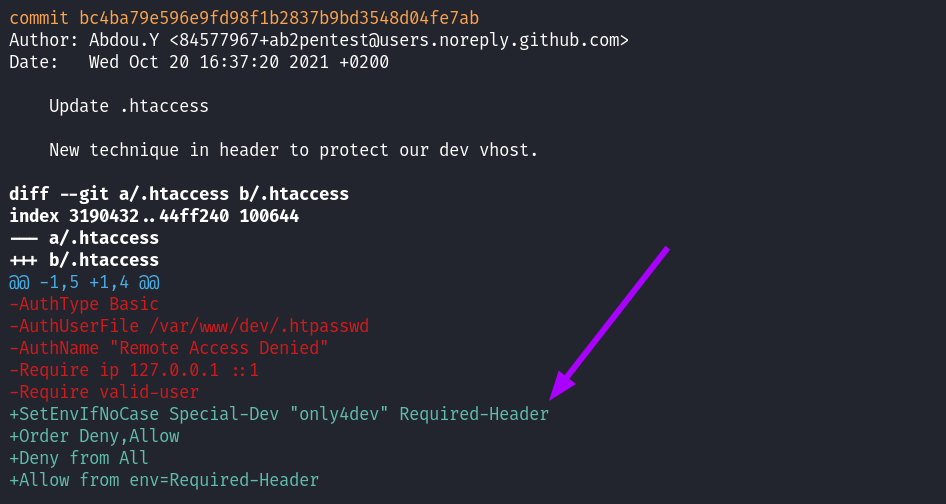 commit bc4ba79e596e9fd98f1b2837b9bd3548d04fe7ab
Author: Abdou.Y <84577967+ab2pentest@users.noreply.github.com>
Date:   Wed Oct 20 16:37:20 2021 +0200

    Update .htaccess

    New technique in header to protect our dev vhost.

diff --git a/.htaccess b/.htaccess
index 3190432..44ff240 100644
--- a/.htaccess
+++ b/.htaccess
@@ -1,5 +1,4 @@
-AuthType Basic
-AuthUserFile /var/www/dev/.htpasswd
-AuthName "Remote Access Denied"
-Require ip 127.0.0.1 ::1
-Require valid-user
+SetEnvIfNoCase Special-Dev "only4dev" Required-Header
+Order Deny,Allow
+Deny from All
+Allow from env=Required-Header